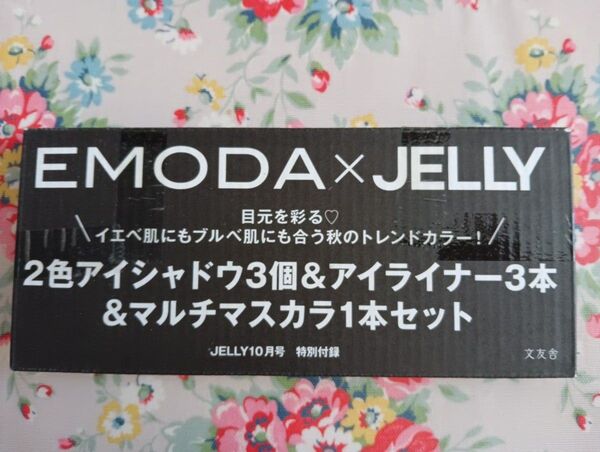 EMODA×JELLY
目元を彩る♡
\イエベ肌にもブルベ肌にも合う秋のトレンドカラー！/
2色アイシャドウ3個&アイライナー3本
&マルチマスカラ1本セット
JELLY10月号 特別付録
文友舎